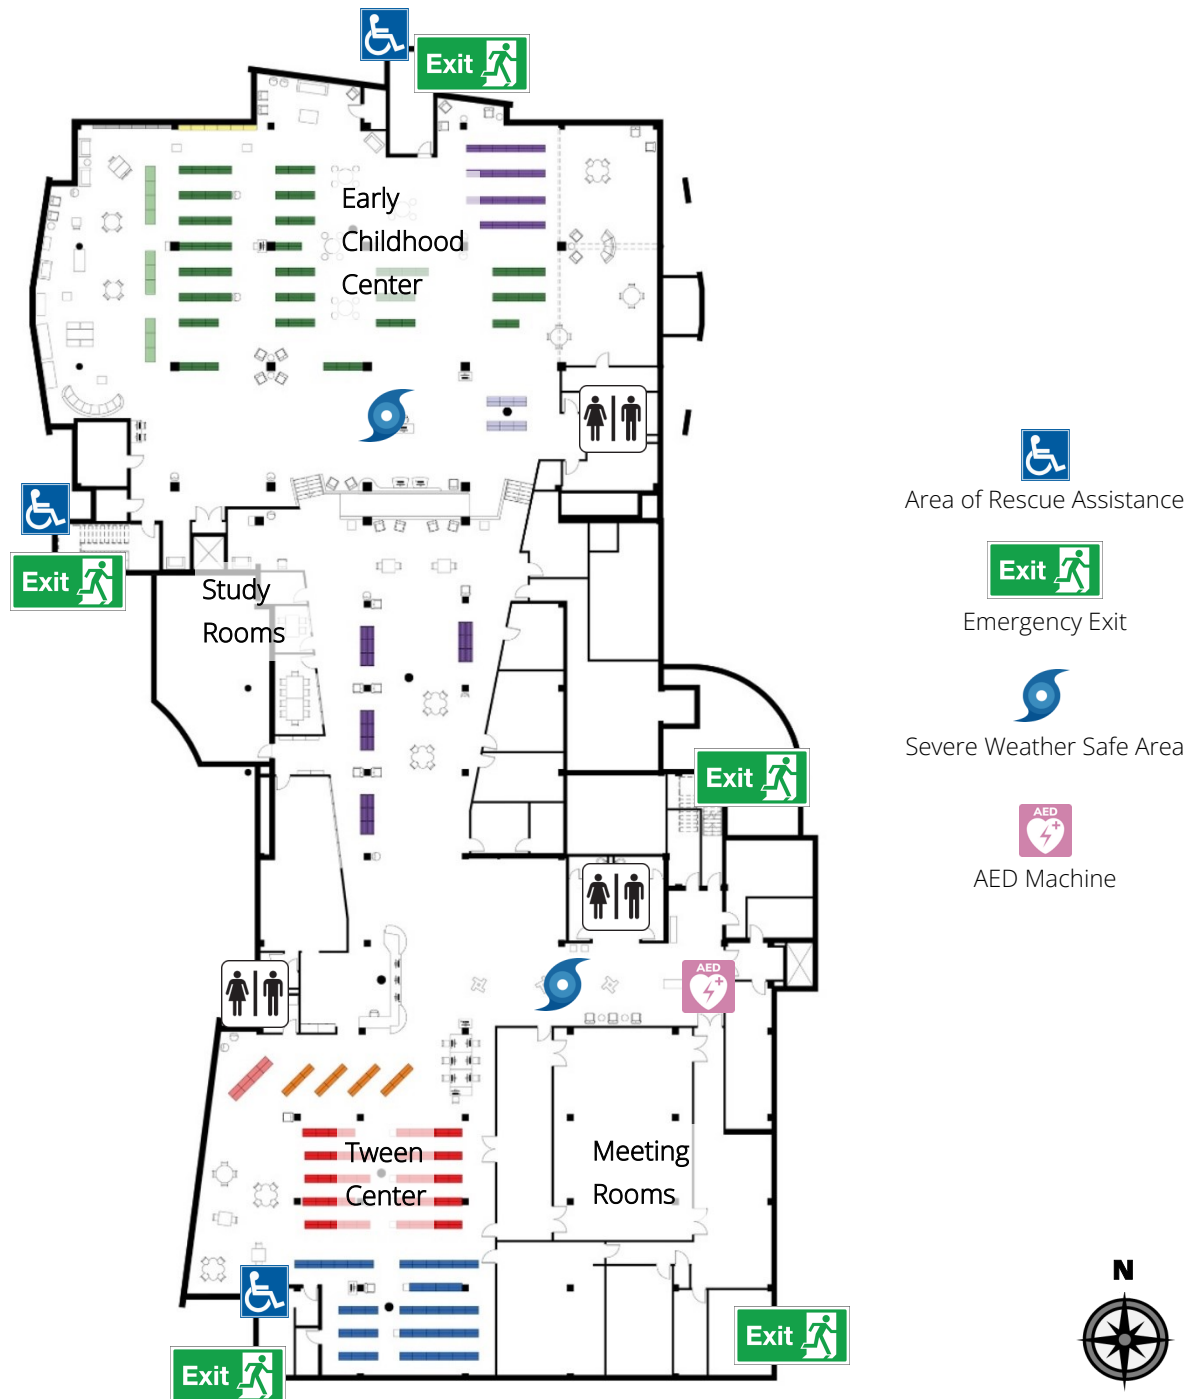 Exit
Early
Childhood
Center
Area of Rescue Assistance
Exit
Exit
Emergency Exit
Study
Rooms
Severe Weather Safe Area
Exit
AED
AED Machine
AED
Tween
Center
Meeting
Rooms
N
Exit
Exit